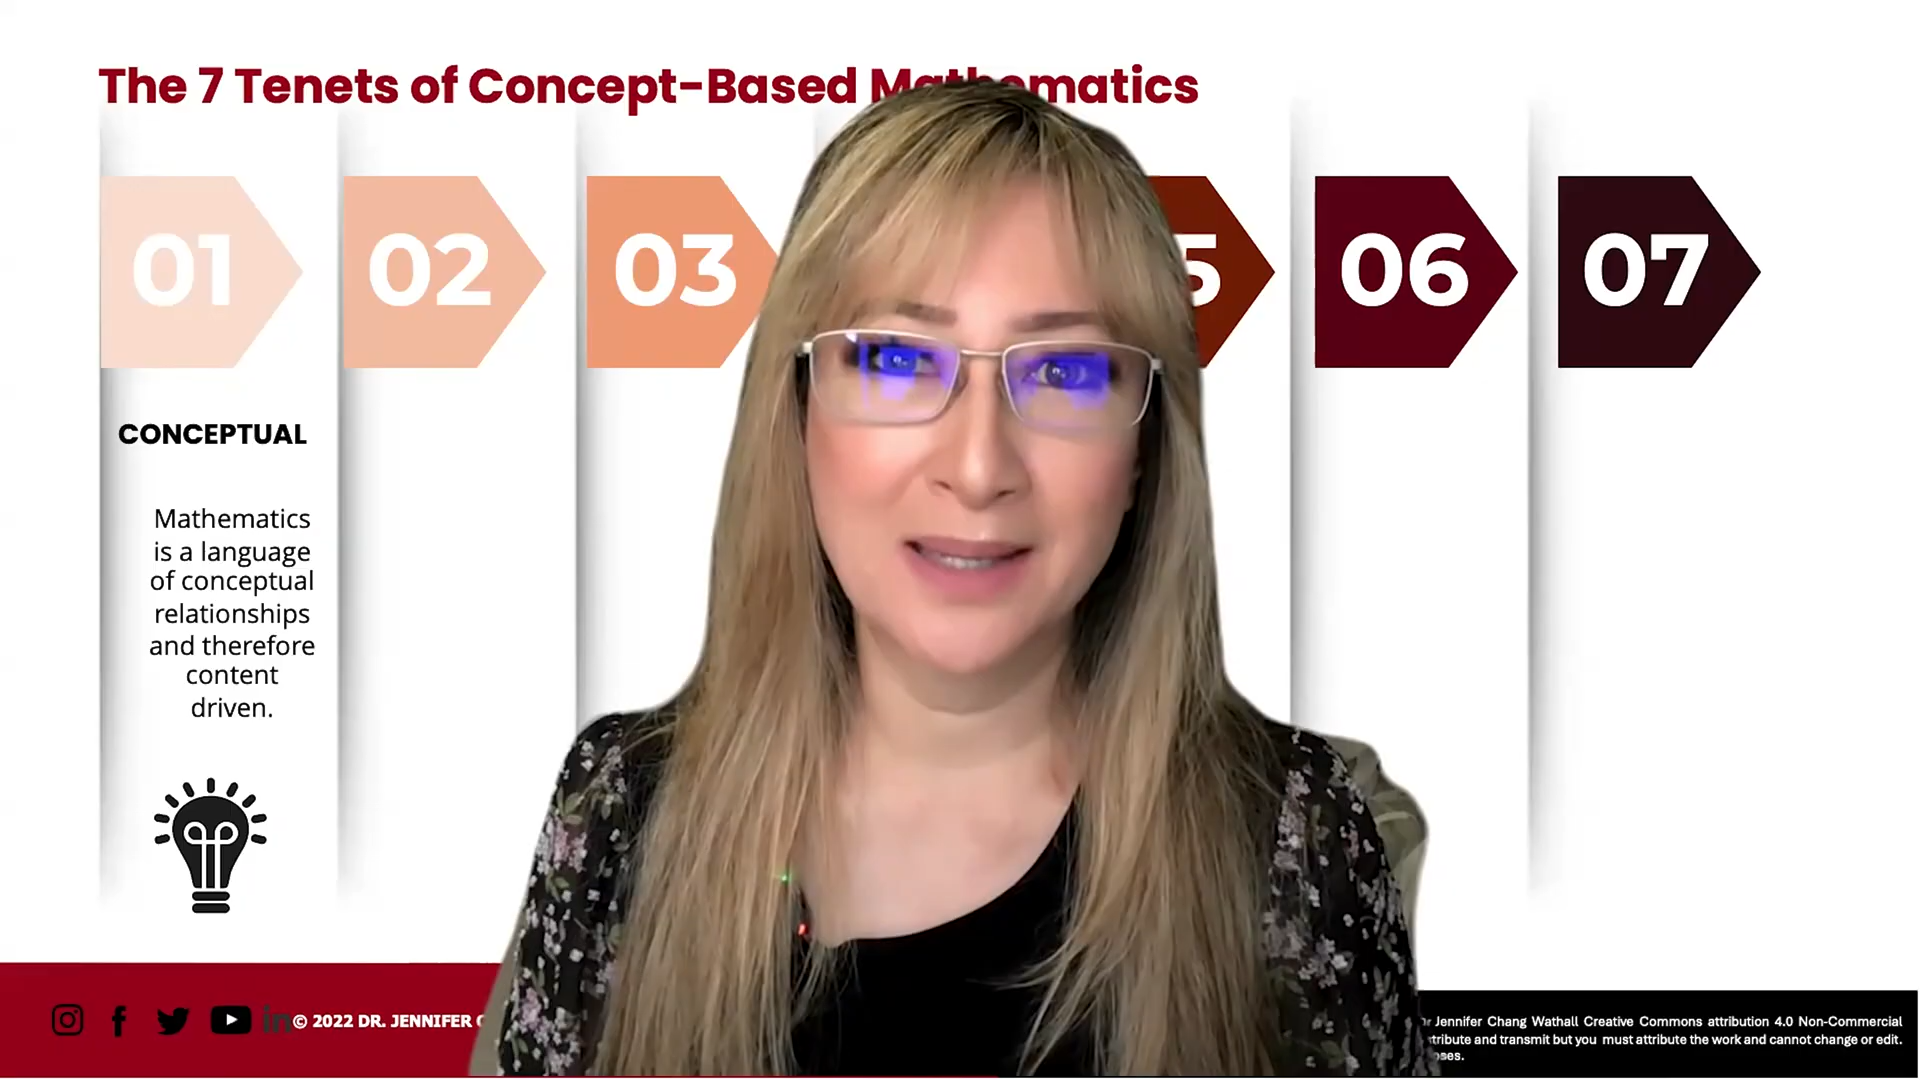 The 7 Tenets of Concept-Based Mathematics
01 02 03 5 06 07
CONCEPTUAL
Mathematics
is a language
of conceptual
relationships
and therefore
content
driven.
in © 2022 DR. JENNIFER
Jennifer Chang Wathall Creative Commons attribution 4.0 Non-Commercial
and transmit but you must attribute the work and cannot change or edit.